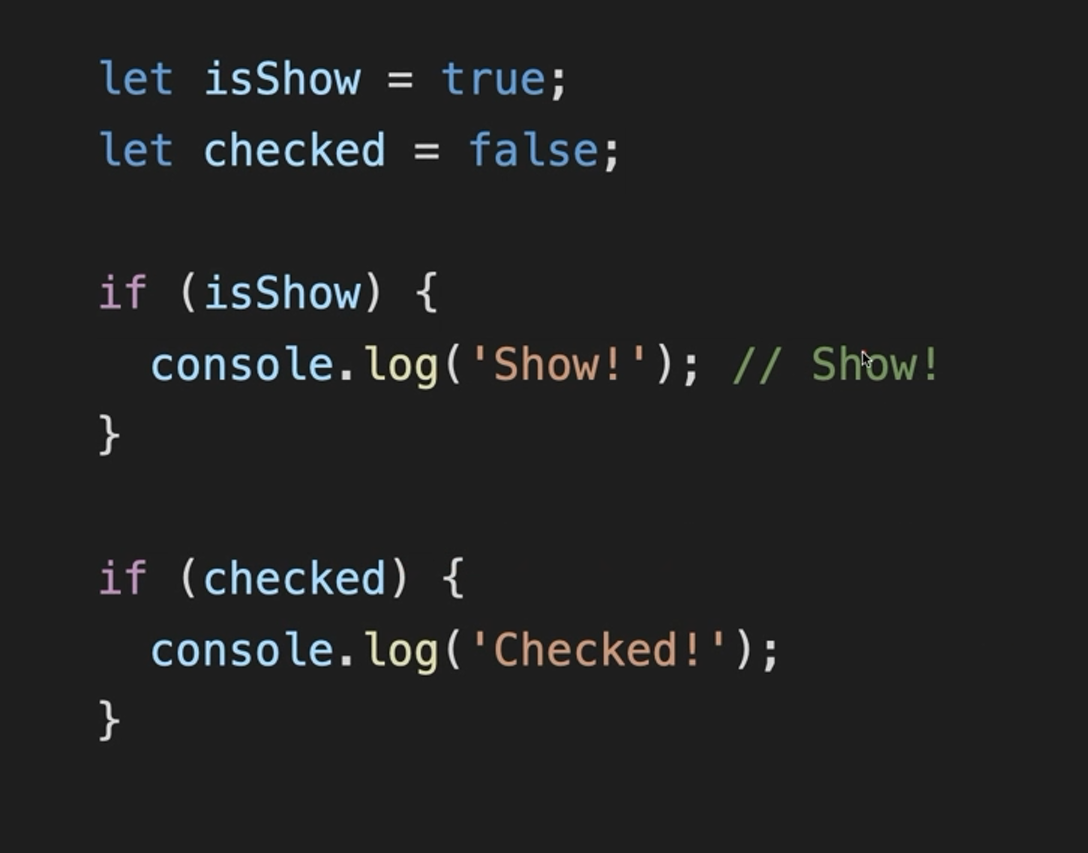 let isShow = true;
let checked = false;
if (isShow) {
  console.log('Show!'); // Show!
}
if (checked) {
  console.log('Checked!');
}